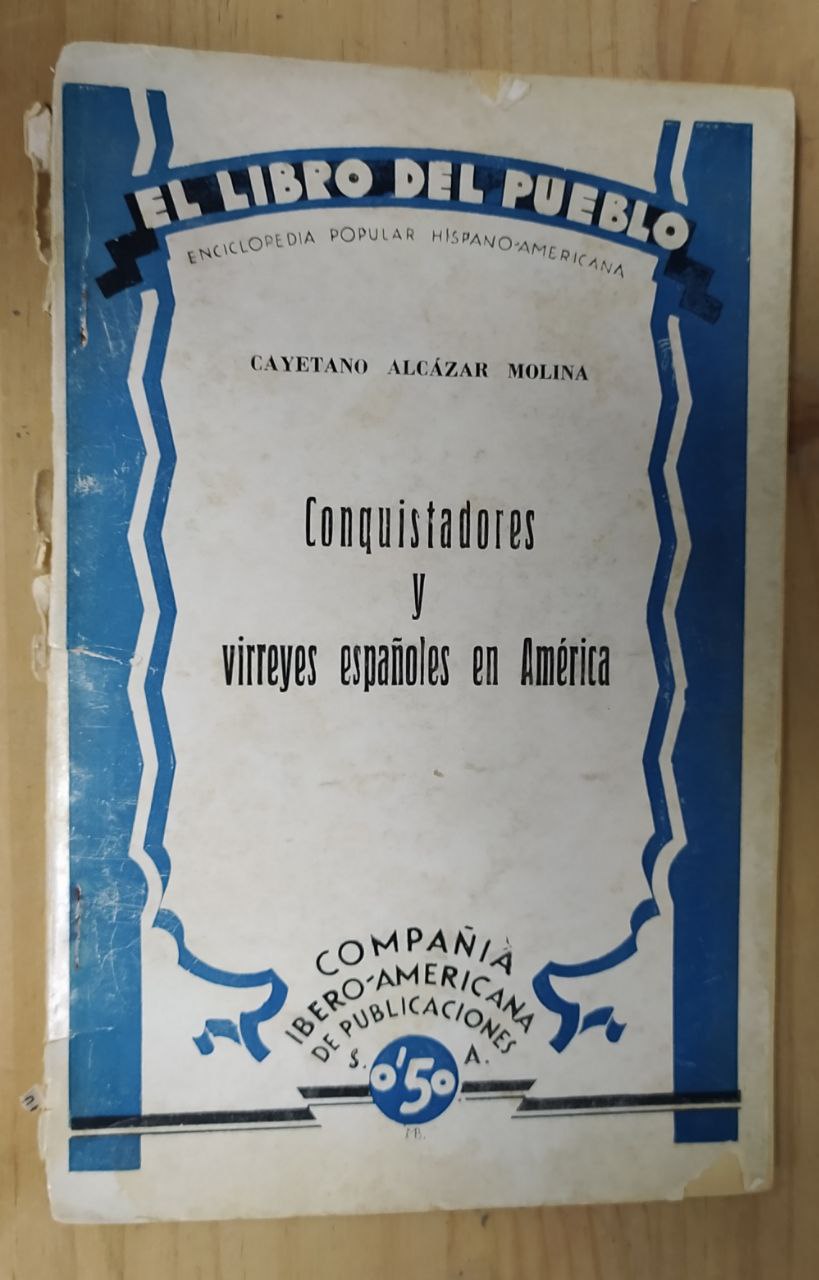 EL LIBRO DEL PUEBLO
ENCICLOPEDIA POPULAR HISPANO-AMERICANA
CAYETANO ALCÁZAR MOLINA
Conquistadores
y
virreyes españoles en América
COMPAÑIA
IBERO-AMERICANA
DE PUBLICACIONES
S. A.
0'50